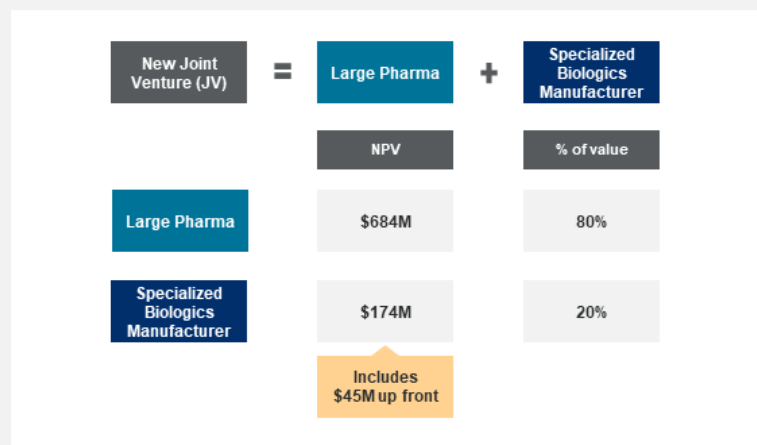 New Joint
Venture (JV)
=
Large Pharma
+
Specialized
Biologics
Manufacturer
NPV
% of value
Large Pharma
$684M
80%
Specialized
Biologics
Manufacturer
$174M
20%
Includes
$45M up front